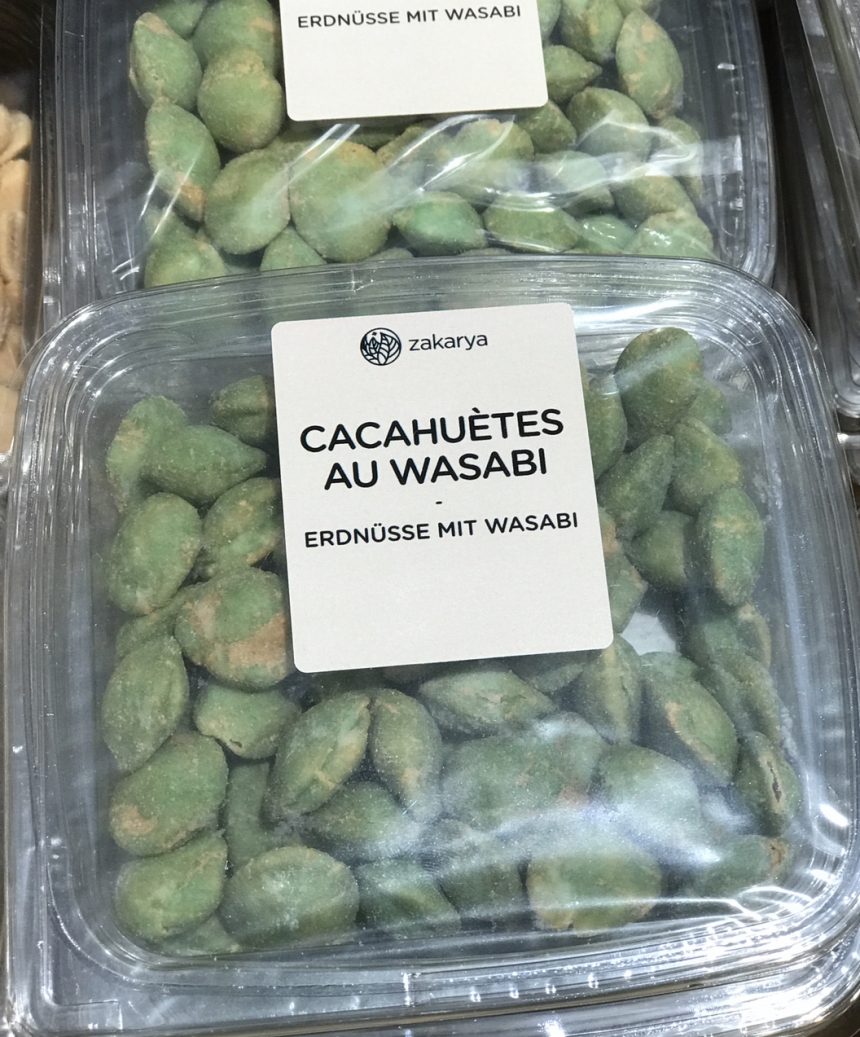 ERDNÜSSE MIT WASABI
zakarya
CACAHUÈTES
AU WASABI
-
ERDNÜSSE MIT WASABI